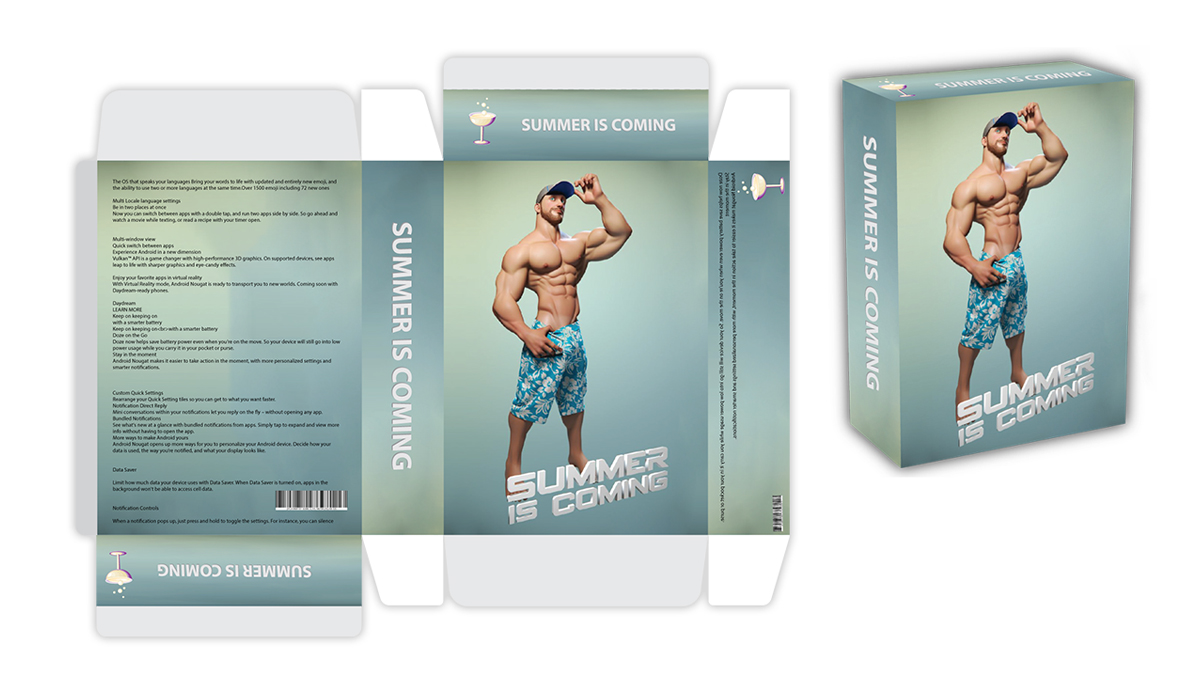 SUMMER IS COMING
The OS that speaks your languages Bring your words to life with updated and entirely new emoji, and
the ability to use two or more languages at the same time.Over 1500 emoji including 72 new ones
Multi Locale language settings
Be in two places at once
Now you can switch between apps with a double tap, and run two apps side by side. So go ahead and
watch a movie while texting, or read a recipe with your timer open.
Multi-window view
Quick switch between apps
Experience Android in a new dimension
Vulkan™ API is a game changer with high-performance 3D graphics. On supported devices, see apps
leap to life with sharper graphics and eye-candy effects.
Enjoy your favorite apps in virtual reality
With Virtual Reality mode, Android Nougat is ready to transport you to new worlds. Coming soon with
Daydream-ready phones.
Daydream
LEARN MORE
Keep on keeping on
with a smarter battery
Keep on keeping on<br>with a smarter battery
Doze on the Go
Doze now helps save battery power even when you're on the move. So your device will still go into low
power usage while you carry it in your pocket or purse.
Stay in the moment
Android Nougat makes it easier to take action in the moment, with more personalized settings and
smarter notifications.
Custom Quick Settings
Rearrange your Quick Setting tiles so you can get to what you want faster.
Notification Direct Reply
Mini conversations within your notifications let you reply on the fly – without opening any app.
Bundled Notifications
See what's new at a glance with bundled notifications from apps. Simply tap to expand and view more
info without having to open the app.
More ways to make Android yours
Android Nougat opens up more ways for you to personalize your Android device. Decide how your
data is used, the way you're notified, and what your display looks like.
Data Saver
Limit how much data your device uses with Data Saver. When Data Saver is turned on, apps in the
background won't be able to access cell data.
Notification Controls
When a notification pops up, just press and hold to toggle the settings. For instance, you can silence
SUMMER IS COMING
SUMMER IS COMING
SUMMER
IS COMING
SUMMER IS COMING
SUMMER IS COMING
SUMMER
IS COMING
SUMMER IS COMING